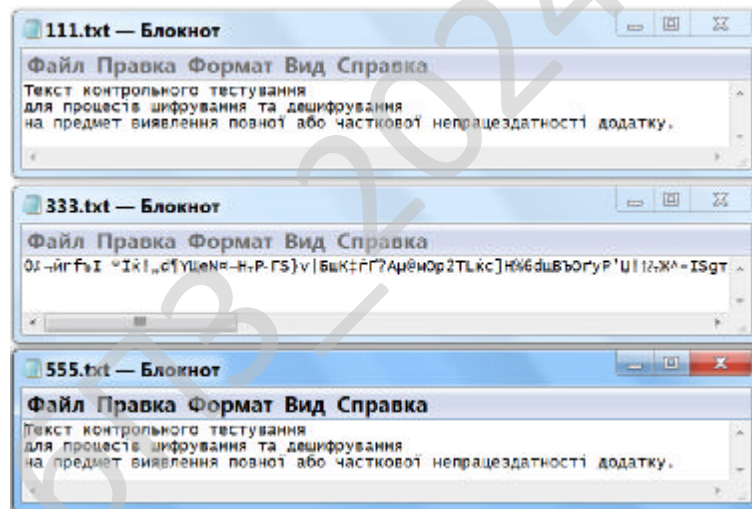 111.txt — Блокнот
Файл Правка Формат Вид Справка
Текст контрольного тестування
для процесів шифрування та дешифрування
на предмет виявлення повної або часткової непрацездатності додатку.
333.txt — Блокнот
Файл Правка Формат Вид Справка
555.txt — Блокнот
Файл Правка Формат Вид Справка
Текст контрольного тестування
для процесів шифрування та дешифрування
на предмет виявлення повної або часткової непрацездатності додатку.